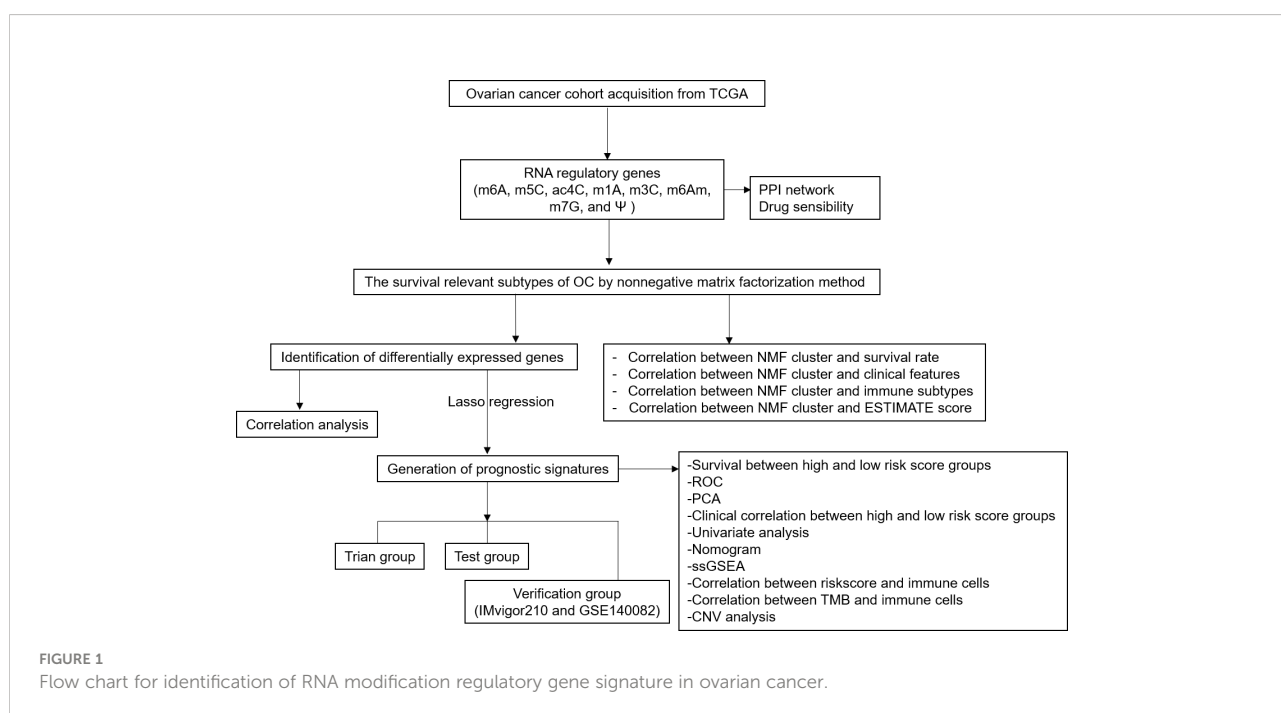 Ovarian cancer cohort acquisition from TCGA
RNA regulatory genes
(m6A, m5C, ac4C, m1A, m3C, m6Am,
m7G, and Ψ )
PPI network
Drug sensibility
The survival relevant subtypes of OC by nonnegative matrix factorization method
Identification of differentially expressed genes
- Correlation between NMF cluster and survival rate
- Correlation between NMF cluster and clinical features
- Correlation between NMF cluster and immune subtypes
- Correlation between NMF cluster and ESTIMATE score
Lasso regression
Correlation analysis
Generation of prognostic signatures
-Survival between high and low risk score groups
-ROC
-PCA
-Clinical correlation between high and low risk score groups
-Univariate analysis
-Nomogram
-ssGSEA
-Correlation between riskscore and immune cells
-Correlation between TMB and immune cells
-CNV analysis
Trian group
Test group
Verification group
(IMvigor210 and GSE140082)
FIGURE 1
Flow chart for identification of RNA modification regulatory gene signature in ovarian cancer.